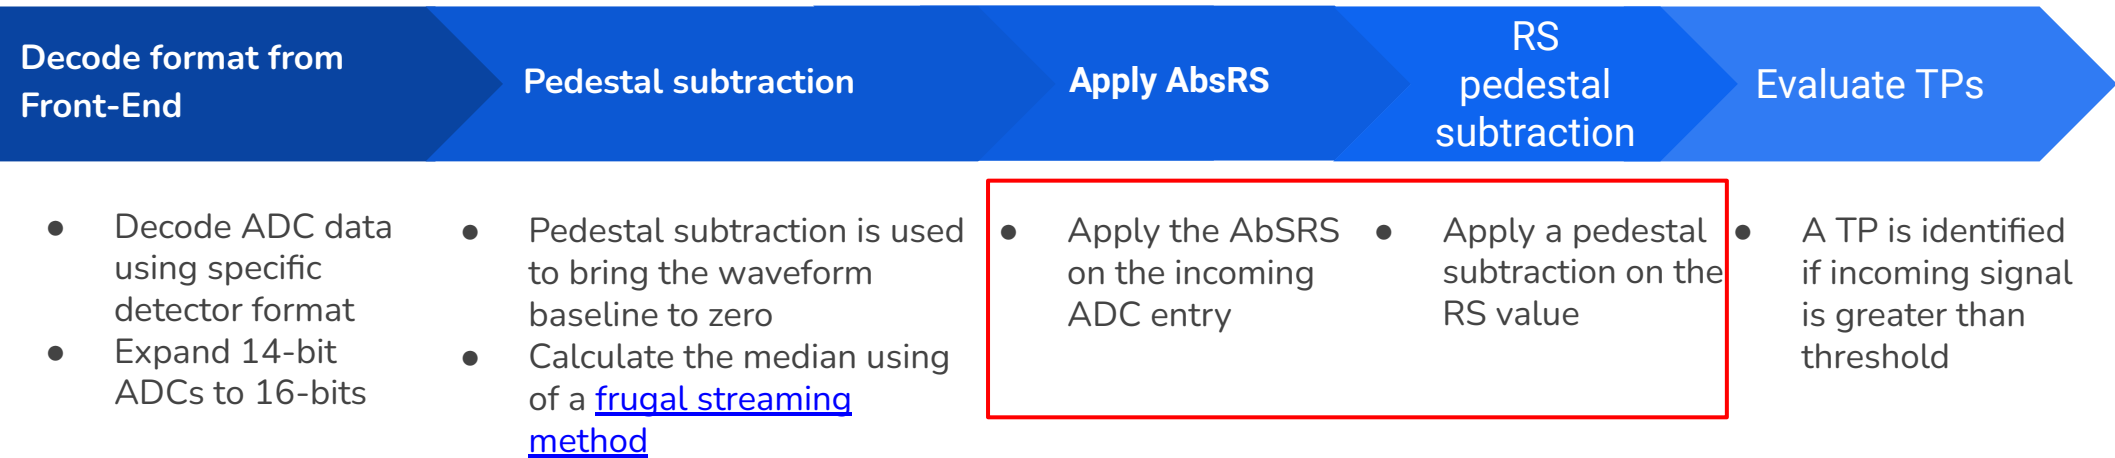 Decode format from
Front-End
Pedestal subtraction
Apply AbsRS
RS
pedestal
subtraction
Evaluate TPs
● Decode ADC data
using specific
detector format
● Expand 14-bit
ADCs to 16-bits
● Pedestal subtraction is used
to bring the waveform
baseline to zero
● Calculate the median using
of a frugal streaming
method
● Apply the AbSRS
on the incoming
ADC entry
● Apply a pedestal
subtraction on the
RS value
● A TP is identified
if incoming signal
is greater than
threshold